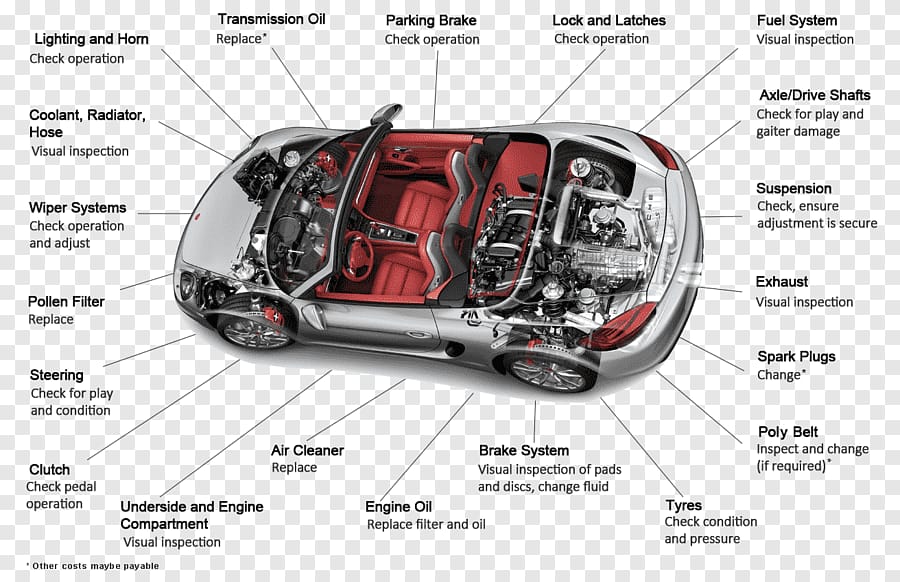 Transmission Oil
Replace*
Parking Brake
Check operation
Lock and Latches
Check operation
Fuel System
Visual inspection
Lighting and Horn
Check operation
Axle/Drive Shafts
Check for play and
gaiter damage
Coolant, Radiator,
Hose
Visual inspection
Suspension
Check, ensure
adjustment is secure
Wiper Systems
Check operation
and adjust
Exhaust
Visual inspection
Pollen Filter
Replace
Spark Plugs
Change*
Steering
Check for play
and condition
Poly Belt
Inspect and change
(if required)*
Air Cleaner
Replace
Brake System
Visual inspection of pads
and discs, change fluid
Clutch
Check pedal
operation
Underside and Engine
Compartment
Visual inspection
Engine Oil
Replace filter and oil
Tyres
Check condition
and pressure
* Other costs maybe payable